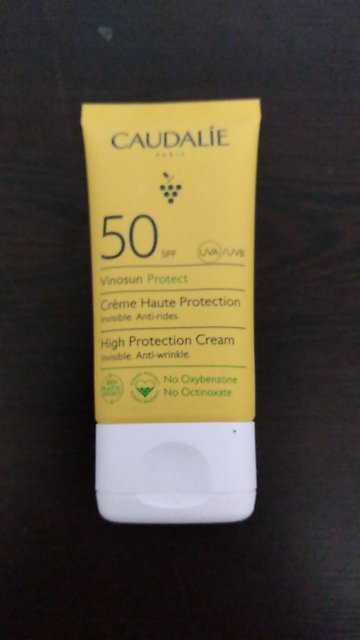 CAUDALÍE
PARIS
50 SPF UVA/UVB
Vinosun Protect
Crème Haute Protection
Invisible. Anti-rides.
High Protection Cream
Invisible. Anti-wrinkle.
No Oxybenzone
No Octinoxate